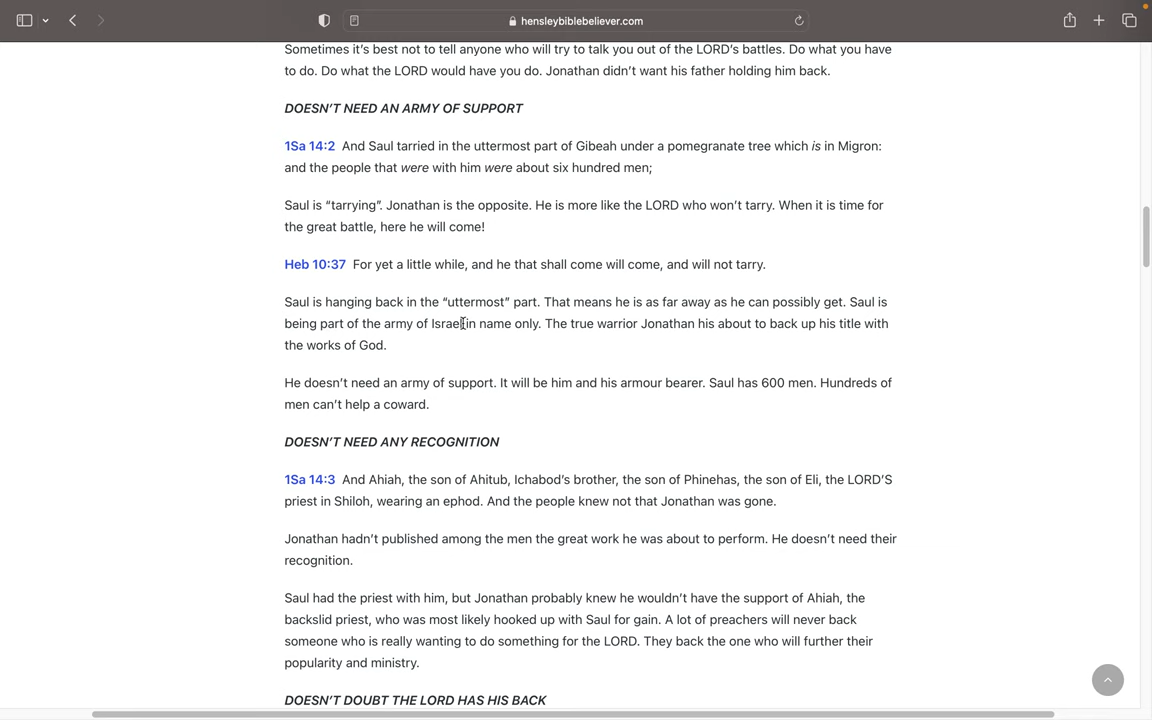 hensleybiblebeliever.com
Sometimes it's best not to tell anyone who will try to talk you out of the LORD's battles. Do what you have
to do. Do what the LORD would have you do. Jonathan didn't want his father holding him back.
DOESN'T NEED AN ARMY OF SUPPORT
1Sa 14:2 And Saul tarried in the uttermost part of Gibeah under a pomegranate tree which is in Migron:
and the people that were with him were about six hundred men;
Saul is “tarrying”. Jonathan is the opposite. He is more like the LORD who won't tarry. When it is time for
the great battle, here he will come!
Heb 10:37 For yet a little while, and he that shall come will come, and will not tarry.
Saul is hanging back in the “uttermost” part. That means he is as far away as he can possibly get. Saul is
being part of the army of Israel in name only. The true warrior Jonathan his about to back up his title with
the works of God.
He doesn't need an army of support. It will be him and his armour bearer. Saul has 600 men. Hundreds of
men can't help a coward.
DOESN'T NEED ANY RECOGNITION
1Sa 14:3 And Ahiah, the son of Ahitub, Ichabod's brother, the son of Phinehas, the son of Eli, the LORD'S
priest in Shiloh, wearing an ephod. And the people knew not that Jonathan was gone.
Jonathan hadn't published among the men the great work he was about to perform. He doesn't need their
recognition.
Saul had the priest with him, but Jonathan probably knew he wouldn't have the support of Ahiah, the
backslid priest, who was most likely hooked up with Saul for gain. A lot of preachers will never back
someone who is really wanting to do something for the LORD. They back the one who will further their
popularity and ministry.
DOESN'T DOUBT THE LORD HAS HIS BACK